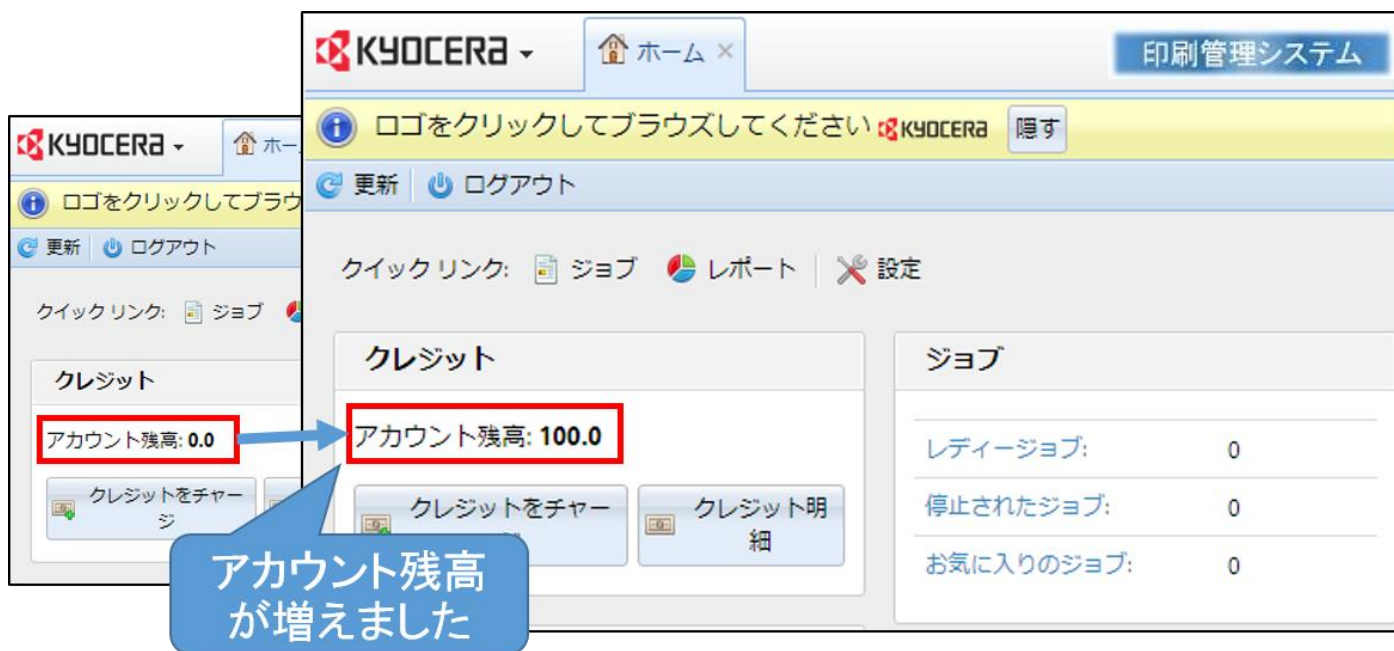 KYOCERA
ホーム
ロゴをクリックしてブラウ
更新 ログアウト
クイック リンク: ジョブ
クレジット
アカウント残高: 0.0
クレジットをチャー
ジ
KYOCERA ホーム × 印刷管理システム
ロゴをクリックしてブラウズしてください KYOCERA 隠す
更新 ログアウト
クイック リンク: ジョブ レポート 設定
クレジット
アカウント残高: 100.0
クレジットをチャー
クレジット明
細
ジョブ
レディージョブ: 0
停止されたジョブ: 0
お気に入りのジョブ: 0
アカウント残高
が増えました